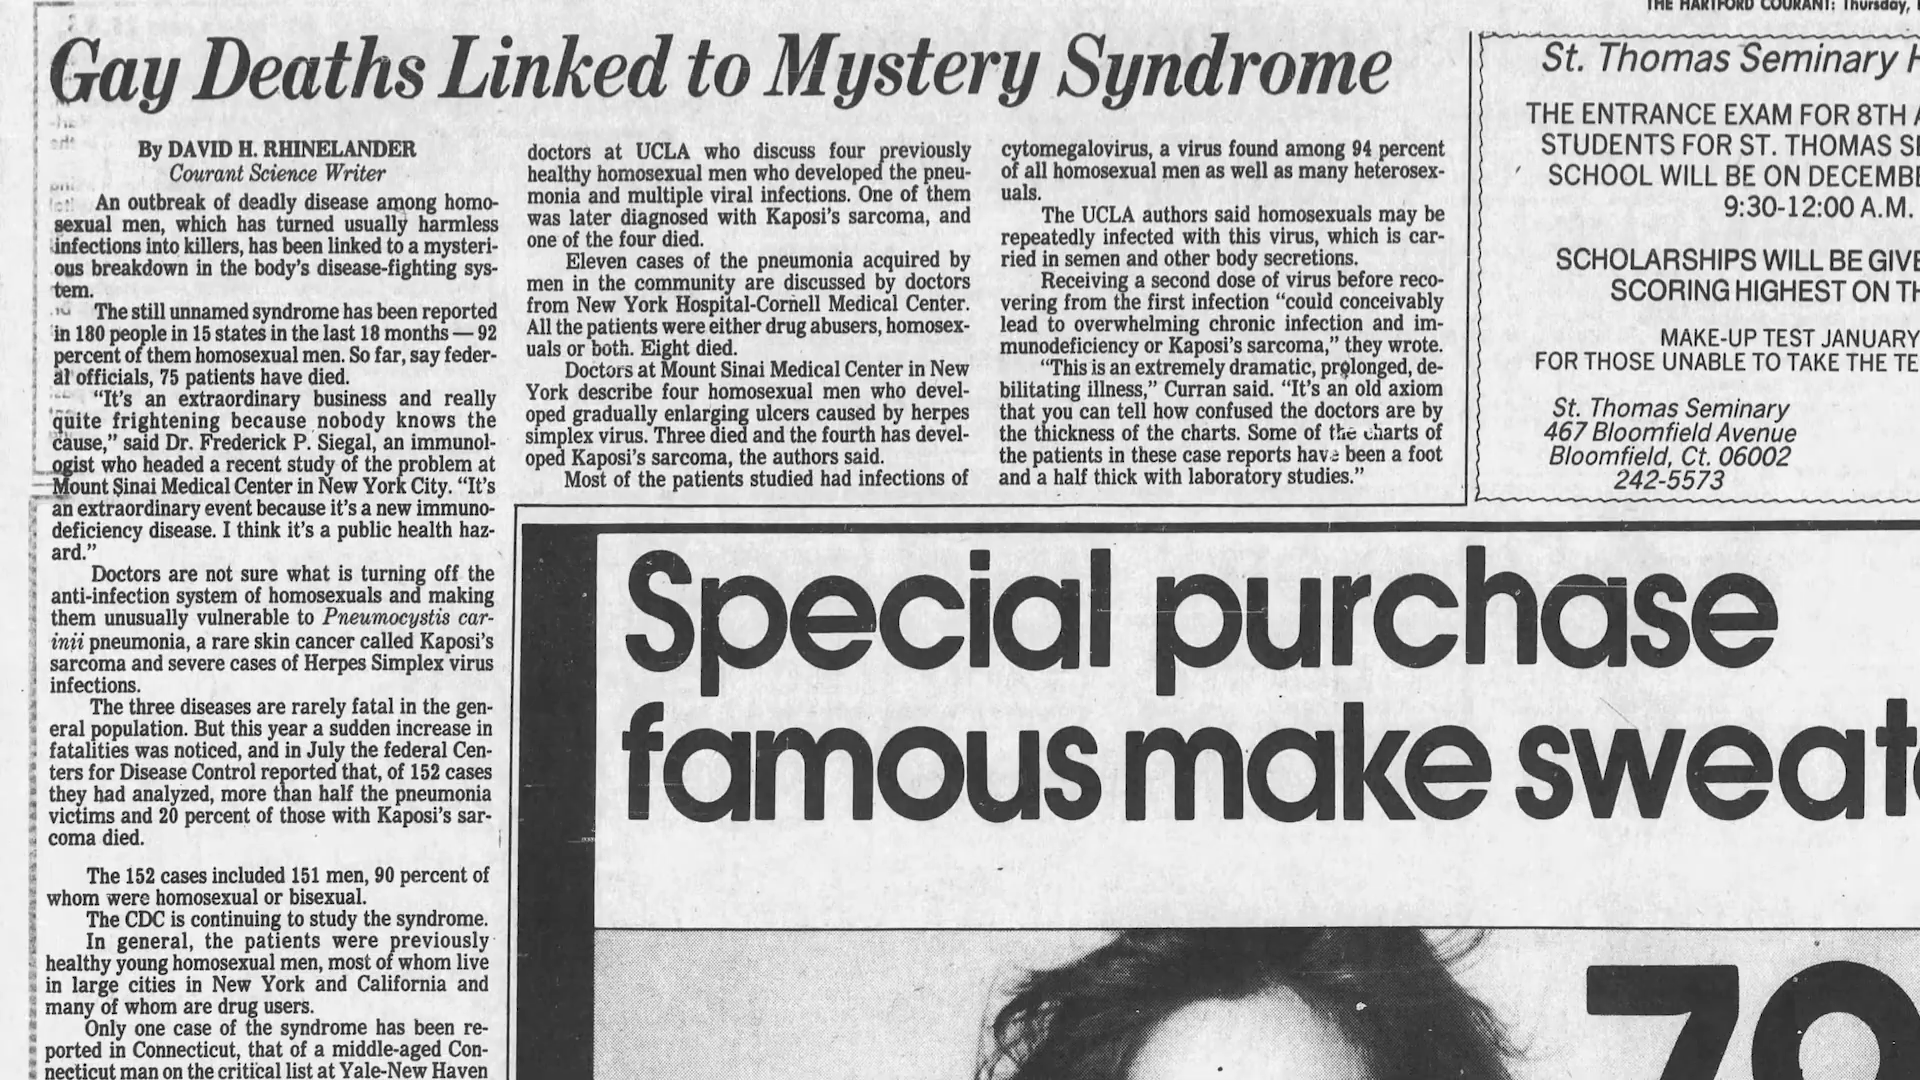 THE HARTFORD COURANT: Thursday,
Gay Deaths Linked to Mystery Syndrome
By DAVID H. RHINELANDER
Courant Science Writer
An outbreak of deadly disease among homo-
sexual men, which has turned usually harmless
infections into killers, has been linked to a mysteri-
ous breakdown in the body's disease-fighting sys-
tem.
The still unnamed syndrome has been reported
in 180 people in 15 states in the last 18 months — 92
percent of them homosexual men. So far, say feder-
al officials, 75 patients have died.
"It's an extraordinary business and really
quite frightening because nobody knows the
cause," said Dr. Frederick P. Siegal, an immunol-
ogist who headed a recent study of the problem at
Mount Sinai Medical Center in New York City. "It's
an extraordinary event because it's a new immuno-
deficiency disease. I think it's a public health haz-
ard."
Doctors are not sure what is turning off the
anti-infection system of homosexuals and making
them unusually vulnerable to Pneumocystis car-
inii pneumonia, a rare skin cancer called Kaposi's
sarcoma and severe cases of Herpes Simplex virus
infections.
The three diseases are rarely fatal in the gen-
eral population. But this year a sudden increase in
fatalities was noticed, and in July the federal Cen-
ters for Disease Control reported that, of 152 cases
they had analyzed, more than half the pneumonia
victims and 20 percent of those with Kaposi's sar-
coma died.
The 152 cases included 151 men, 90 percent of
whom were homosexual or bisexual.
The CDC is continuing to study the syndrome.
In general, the patients were previously
healthy young homosexual men, most of whom live
in large cities in New York and California and
many of whom are drug users.
Only one case of the syndrome has been re-
ported in Connecticut, that of a middle-aged Con-
necticut man on the critical list at Yale-New Haven
doctors at UCLA who discuss four previously
healthy homosexual men who developed the pneu-
monia and multiple viral infections. One of them
was later diagnosed with Kaposi's sarcoma, and
one of the four died.
Eleven cases of the pneumonia acquired by
men in the community are discussed by doctors
from New York Hospital-Cornell Medical Center.
All the patients were either drug abusers, homosex-
uals or both. Eight died.
Doctors at Mount Sinai Medical Center in New
York describe four homosexual men who devel-
oped gradually enlarging ulcers caused by herpes
simplex virus. Three died and the fourth has devel-
oped Kaposi's sarcoma, the authors said.
Most of the patients studied had infections of
cytomegalovirus, a virus found among 94 percent
of all homosexual men as well as many heterosex-
uals.
The UCLA authors said homosexuals may be
repeatedly infected with this virus, which is car-
ried in semen and other body secretions.
Receiving a second dose of virus before reco-
vering from the first infection "could conceivably
lead to overwhelming chronic infection and im-
munodeficiency or Kaposi's sarcoma," they wrote.
"This is an extremely dramatic, prolonged, de-
bilitating illness," Curran said. "It's an old axiom
that you can tell how confused the doctors are by
the thickness of the charts. Some of the charts of
the patients in these case reports have been a foot
and a half thick with laboratory studies."
St. Thomas Seminary H
THE ENTRANCE EXAM FOR 8TH A
STUDENTS FOR ST. THOMAS SE
SCHOOL WILL BE ON DECEMBE
9:30-12:00 A.M.
SCHOLARSHIPS WILL BE GIVE
SCORING HIGHEST ON TH
MAKE-UP TEST JANUARY
FOR THOSE UNABLE TO TAKE THE TE
St. Thomas Seminary
467 Bloomfield Avenue
Bloomfield, Ct. 06002
242-5573
Special purchase
famous make sweat
79